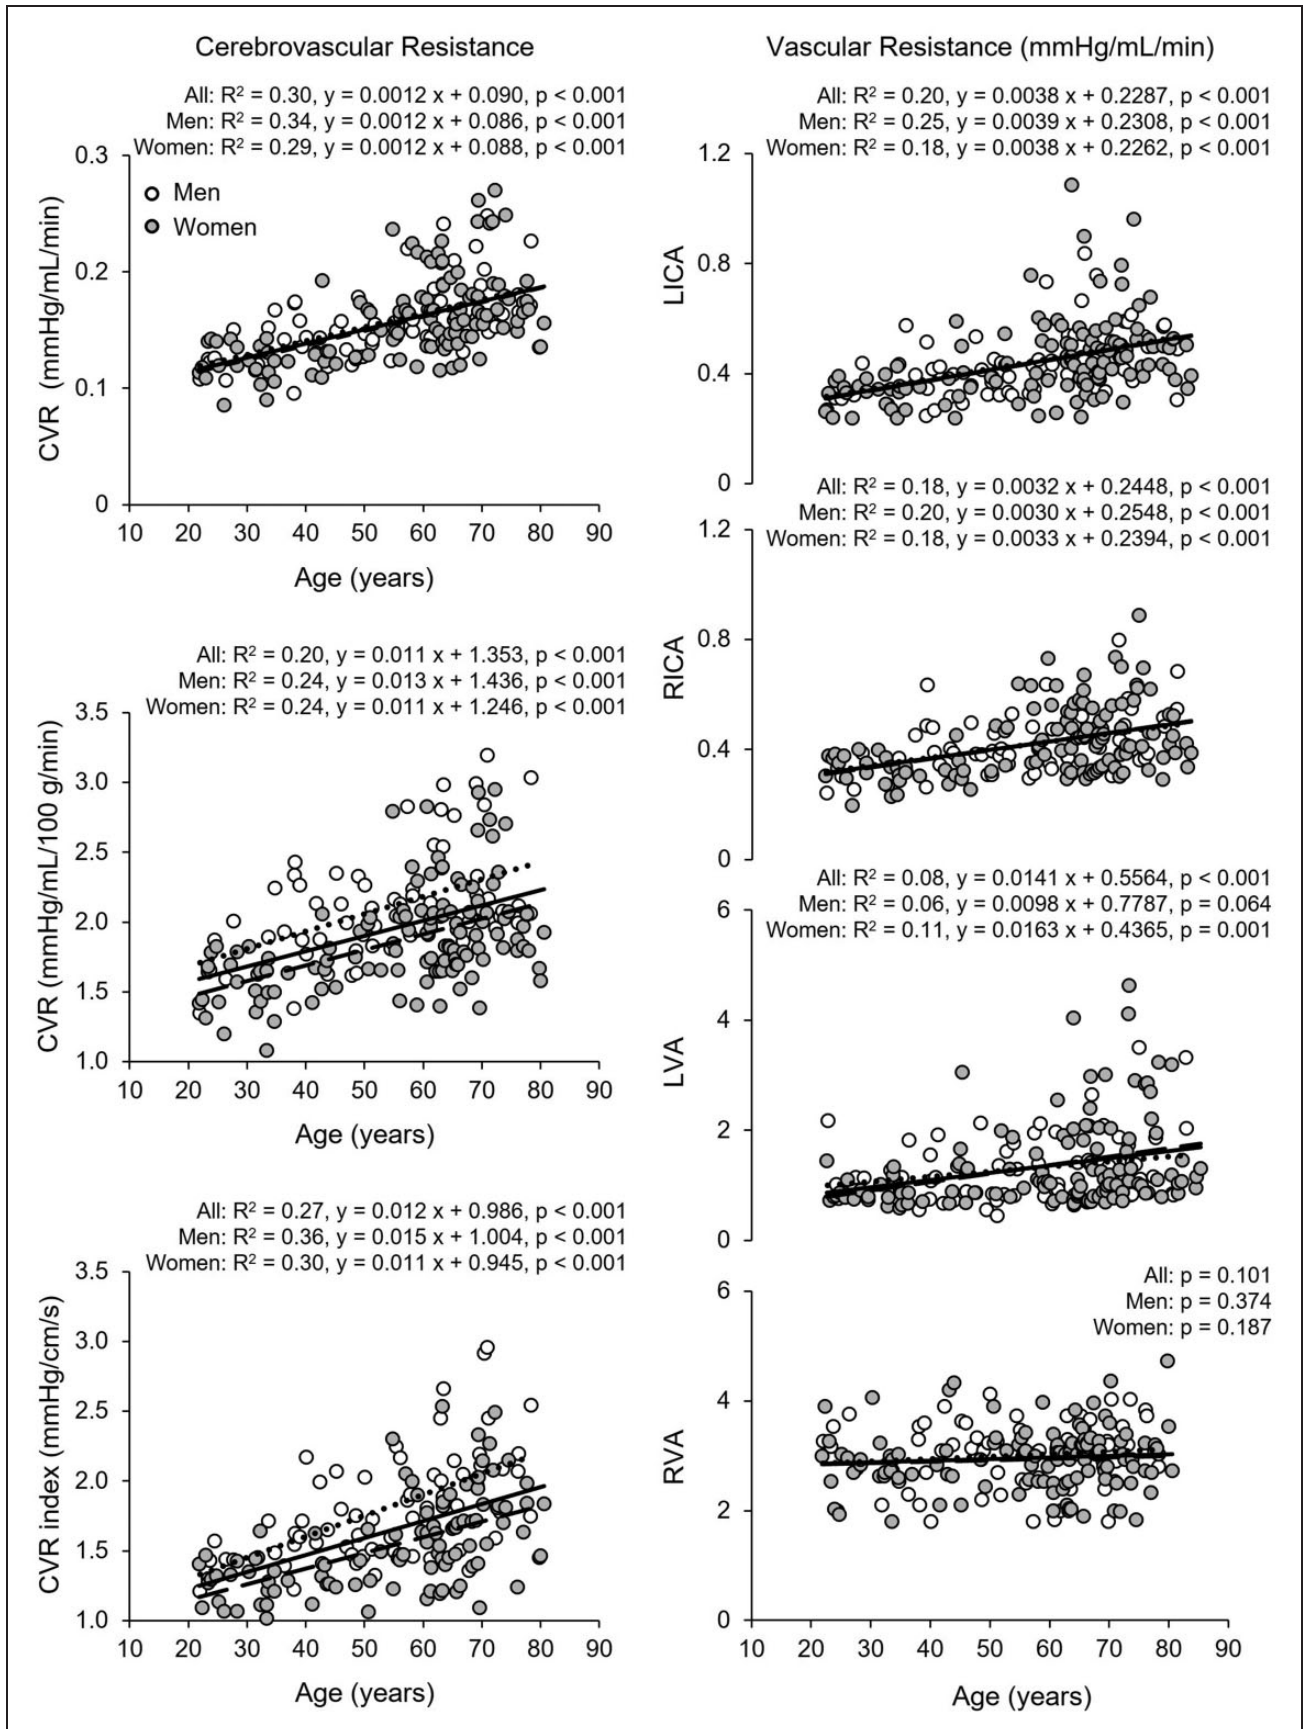 Cerebrovascular Resistance
All: R² = 0.30, y = 0.0012 x + 0.090, p < 0.001
Men: R² = 0.34, y = 0.0012 x + 0.086, p < 0.001
Women: R² = 0.29, y = 0.0012 x + 0.088, p < 0.001
0.3
0.2
0.1
0
CVR (mmHg/mL/min)
Men
Women
10 20 30 40 50 60 70 80 90
Age (years)
All: R² = 0.20, y = 0.011 x + 1.353, p < 0.001
Men: R² = 0.24, y = 0.013 x + 1.436, p < 0.001
Women: R² = 0.24, y = 0.011 x + 1.246, p < 0.001
3.5
3.0
2.5
2.0
1.5
1.0
CVR (mmHg/mL/100 g/min)
10 20 30 40 50 60 70 80 90
Age (years)
All: R² = 0.27, y = 0.012 x + 0.986, p < 0.001
Men: R² = 0.36, y = 0.015 x + 1.004, p < 0.001
Women: R² = 0.30, y = 0.011 x + 0.945, p < 0.001
3.5
3.0
2.5
2.0
1.5
1.0
CVR index (mmHg/cm/s)
10 20 30 40 50 60 70 80 90
Age (years)
Vascular Resistance (mmHg/mL/min)
All: R² = 0.20, y = 0.0038 x + 0.2287, p < 0.001
Men: R² = 0.25, y = 0.0039 x + 0.2308, p < 0.001
Women: R² = 0.18, y = 0.0038 x + 0.2262, p < 0.001
1.2
0.8
0.4
0
LICA
All: R² = 0.18, y = 0.0032 x + 0.2448, p < 0.001
Men: R² = 0.20, y = 0.0030 x + 0.2548, p < 0.001
Women: R² = 0.18, y = 0.0033 x + 0.2394, p < 0.001
1.2
0.8
0.4
0
RICA
All: R² = 0.08, y = 0.0141 x + 0.5564, p < 0.001
Men: R² = 0.06, y = 0.0098 x + 0.7787, p = 0.064
Women: R² = 0.11, y = 0.0163 x + 0.4365, p = 0.001
6
4
2
0
LVA
All: p = 0.101
Men: p = 0.374
Women: p = 0.187
6
4
2
0
RVA
10 20 30 40 50 60 70 80 90
Age (years)